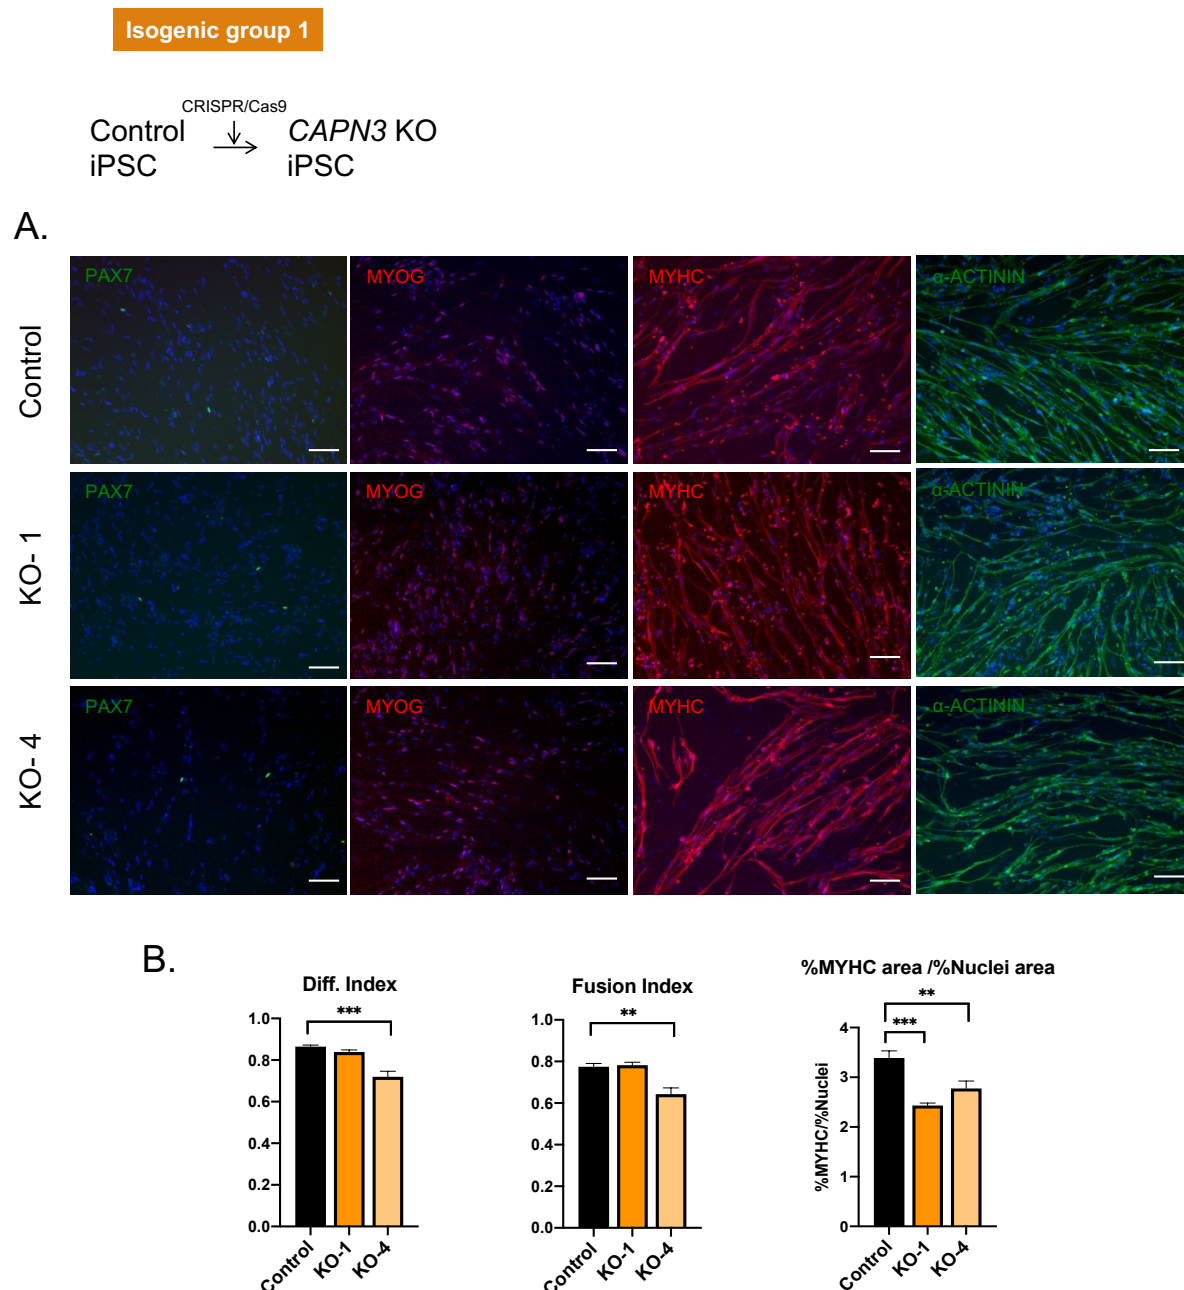 Isogenic group 1
CRISPR/Cas9
Control
iPSC
CAPN3 KO
iPSC
A.
Control
PAX7
MYOG
MYHC
α-ACTININ
KO- 1
PAX7
MYOG
MYHC
α-ACTININ
KO- 4
PAX7
MYOG
MYHC
α-ACTININ
B.
Diff. Index
***
1.0
0.8
0.6
0.4
0.2
0.0
Control
KO-1
KO-4
Fusion Index
**
1.0
0.8
0.6
0.4
0.2
0.0
Control
KO-1
KO-4
%MYHC area /%Nuclei area
**
***
%MYHC/%Nuclei
4
3
2
1
0
Control
KO-1
KO-4